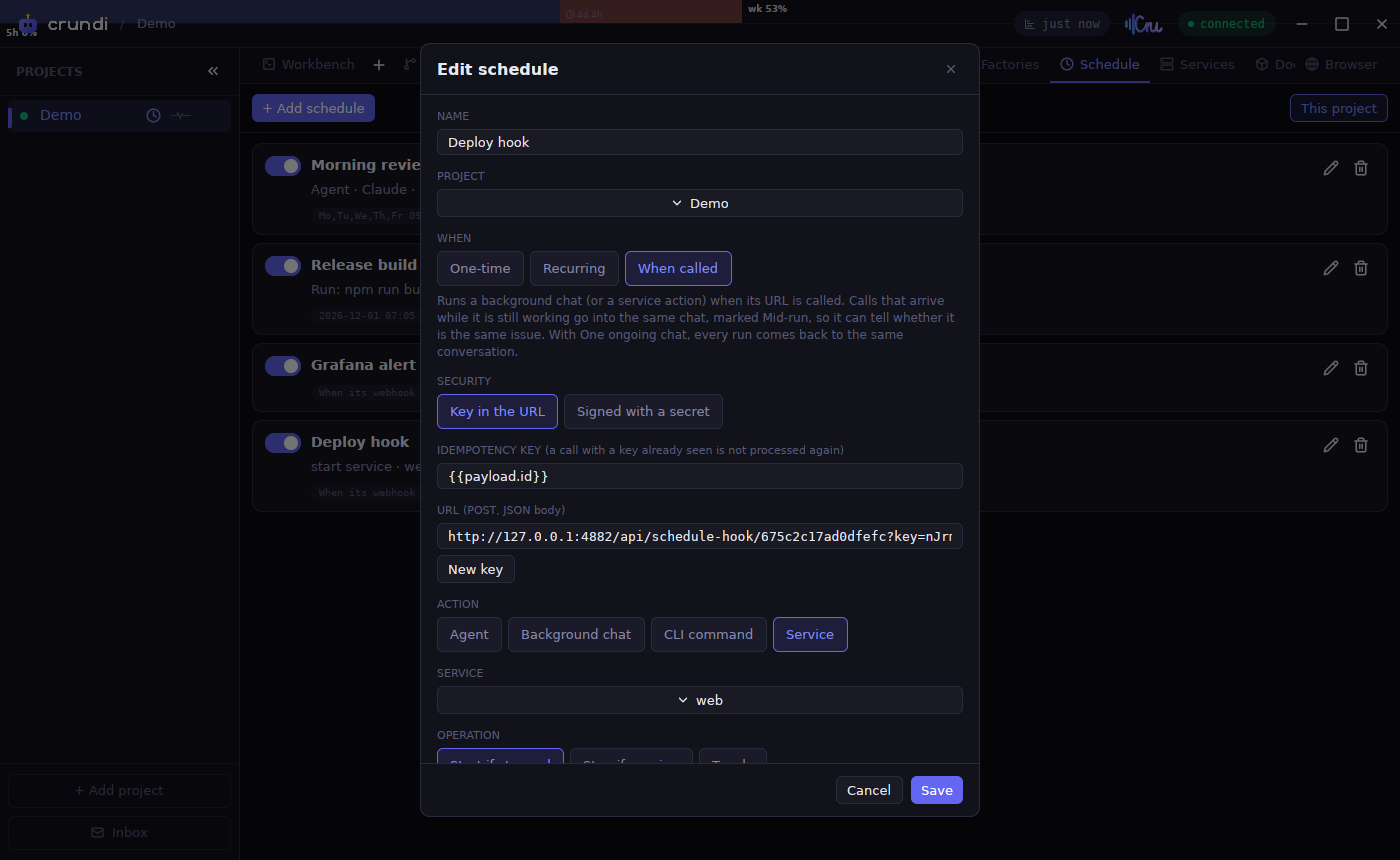 5h 0%
crundi / Demo
4d 4h
wk 53%
just now
Cru
connected
PROJECTS
Demo
+ Add project
Inbox
Workbench
Factories
Schedule
Services
Doc
Browser
+ Add schedule
This project
Morning revie
Agent · Claude ·
Mo,Tu,We,Th,Fr 09
Release build
Run: npm run bu
2026-12-01 07:05
Grafana alert
When its webhook
Deploy hook
start service · we
When its webhook
Edit schedule
NAME
Deploy hook
PROJECT
Demo
WHEN
One-time
Recurring
When called
Runs a background chat (or a service action) when its URL is called. Calls that arrive
while it is still working go into the same chat, marked Mid-run, so it can tell whether it
is the same issue. With One ongoing chat, every run comes back to the same
conversation.
SECURITY
Key in the URL
Signed with a secret
IDEMPOTENCY KEY (a call with a key already seen is not processed again)
{{payload.id}}
URL (POST, JSON body)
http://127.0.0.1:4882/api/schedule-hook/675c2c17ad0dfefc?key=nJr
New key
ACTION
Agent
Background chat
CLI command
Service
SERVICE
web
OPERATION
Cancel
Save